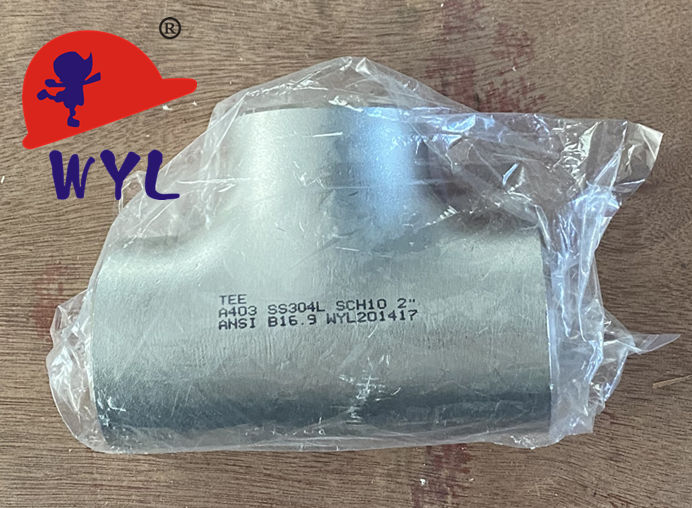 ®
WYL
TEE
A403 SS304L SCH10 2"
ANSI B16.9 WYL201417